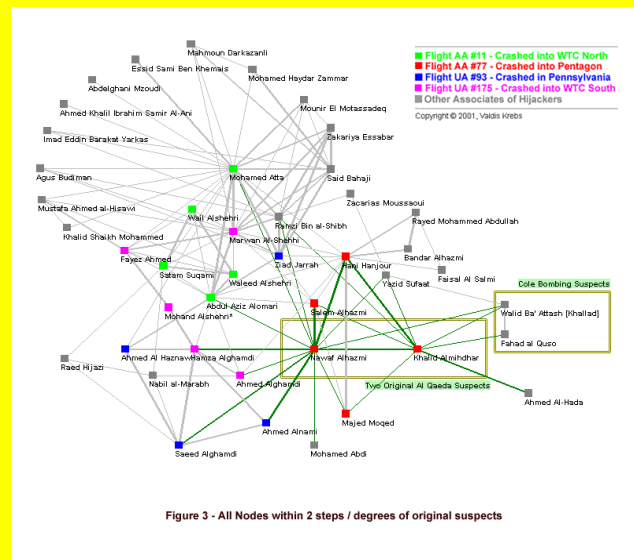 Mahmoun Darkazanli
Essid Sami Ben Khemais
Mohamed Haydar Zammar
Abdelghani Mzoudi
Flight AA #11 - Crashed into WTC North
Flight AA #77 - Crashed into Pentagon
Flight UA #93 - Crashed in Pennsylvania
Flight UA #175 - Crashed into WTC South
Other Associates of Hijackers
Copyright © 2001, Valdis Krebs
Ahmed Khalil Ibrahim Samir Al-Ani
Mounir El Motassadeq
Imad Eddin Barakat Yarkas
Zakariya Essabar
Agus Budiman
Mohamed Atta
Said Bahaji
Mustafa Ahmed al-Hisawi
Zacarias Moussaoui
Khalid Shaikh Mohammed
Wail Alshehri
Ramzi Bin al-Shibh
Rayed Mohammed Abdullah
Fayez Ahmed
Marwan Al-Shehhi
Bandar Alhazmi
Satam Suqami
Ziad Jarrah
Hani Hanjour
Faisal Al Salmi
Waleed Alshehri
Yazid Sufaat
Cole Bombing Suspects
Abdul Aziz Alomari
Salem Alhazmi
Mohand Alshehri*
Walid Ba' Attash [Khallad]
Fahad al Quso
Raed Hijazi
Ahmed Al Haznawi
Hamza Alghamdi
Nawaf Alhazmi
Khalid Almihdhar
Nabil al-Marabh
Ahmed Alghamdi
Two Original Al Qaeda Suspects
Ahmed Al-Hada
Majed Moqed
Ahmed Alnami
Saeed Alghamdi
Mohamed Abdi
Figure 3 - All Nodes within 2 steps / degrees of original suspects